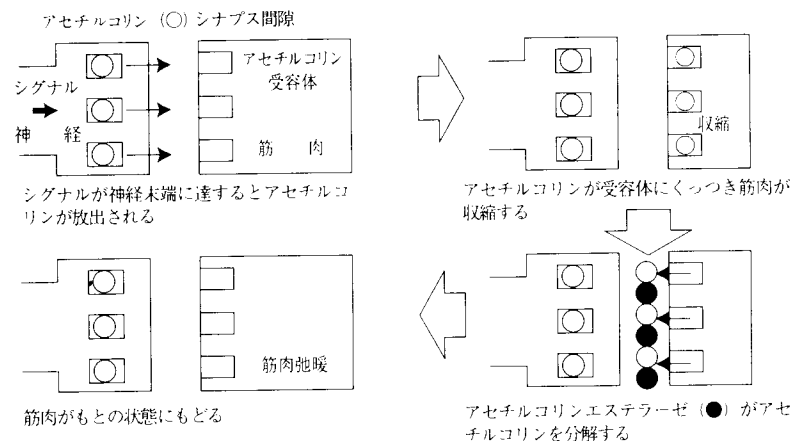 アセチルコリン（○）シナプス間隙
アセチルコリン
受容体
シグナル
神経
筋肉
シグナルが神経末端に達するとアセチルコ
リンが放出される
収縮
アセチルコリンが受容体にくっつき筋肉が
収縮する
筋肉弛暖
筋肉がもとの状態にもどる
アセチルコリンエステラーゼ（●）がアセ
チルコリンを分解する